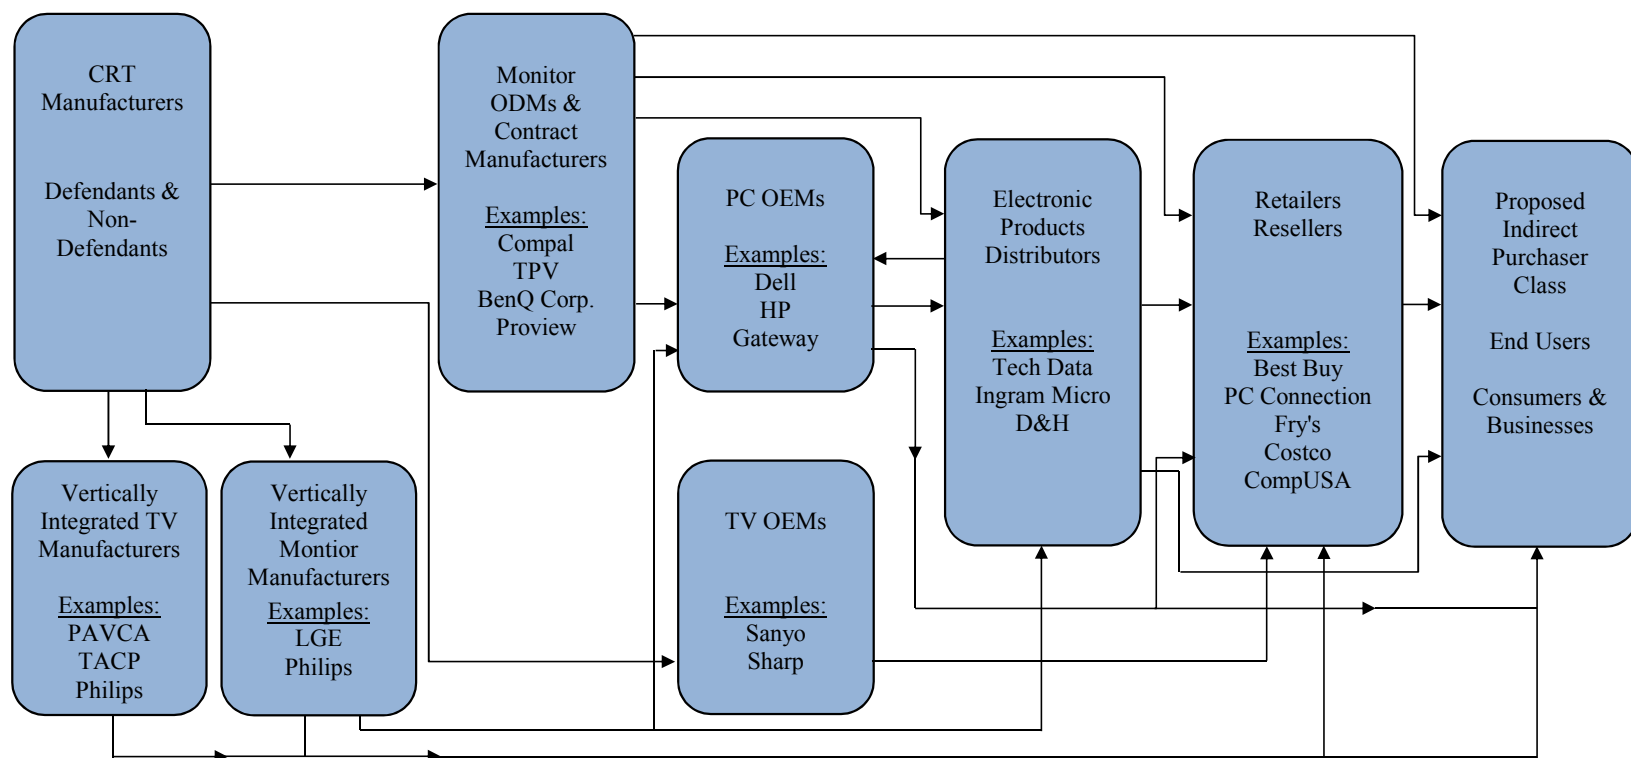 CRT
Manufacturers
Defendants &
Non-
Defendants
Monitor
ODMs &
Contract
Manufacturers
Examples:
Compal
TPV
BenQ Corp.
Proview
PC OEMs
Examples:
Dell
HP
Gateway
Electronic
Products
Distributors
Examples:
Tech Data
Ingram Micro
D&H
Retailers
Resellers
Examples:
Best Buy
PC Connection
Fry's
Costco
CompUSA
Proposed
Indirect
Purchaser
Class
End Users
Consumers &
Businesses
Vertically
Integrated TV
Manufacturers
Examples:
PAVCA
TACP
Philips
Vertically
Integrated
Montior
Manufacturers
Examples:
LGE
Philips
TV OEMs
Examples:
Sanyo
Sharp